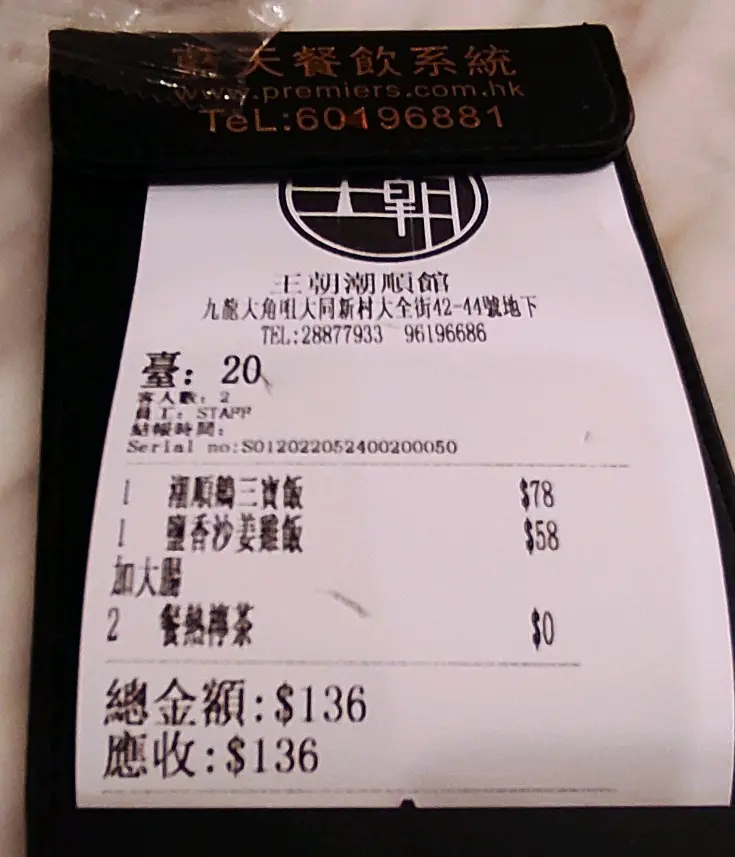 藍天餐飲系統
www.premiers.com.hk
TeL:60196881
王朝
王朝潮順館
九龍大角咀大同新村大全街42-44號地下
TEL:28877933 96196686
臺: 20
客人數: 2
員工: STAFF
結帳時間:
Serial no:S012022052400200050
1 潮順鵝三寶飯 $78
1 鹽香沙姜雞飯 $58
加大腸
2 餐熱檸茶 $0
總金額:$136
應收:$136